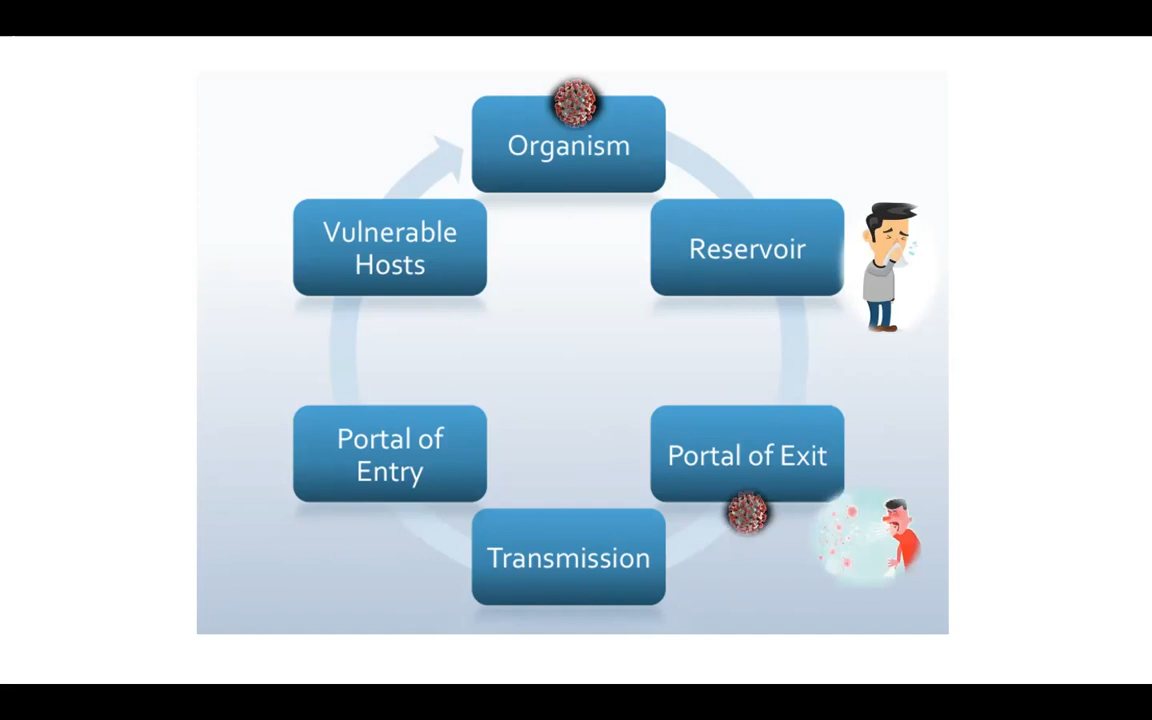 Organism
Reservoir
Portal of Exit
Transmission
Portal of
Entry
Vulnerable
Hosts